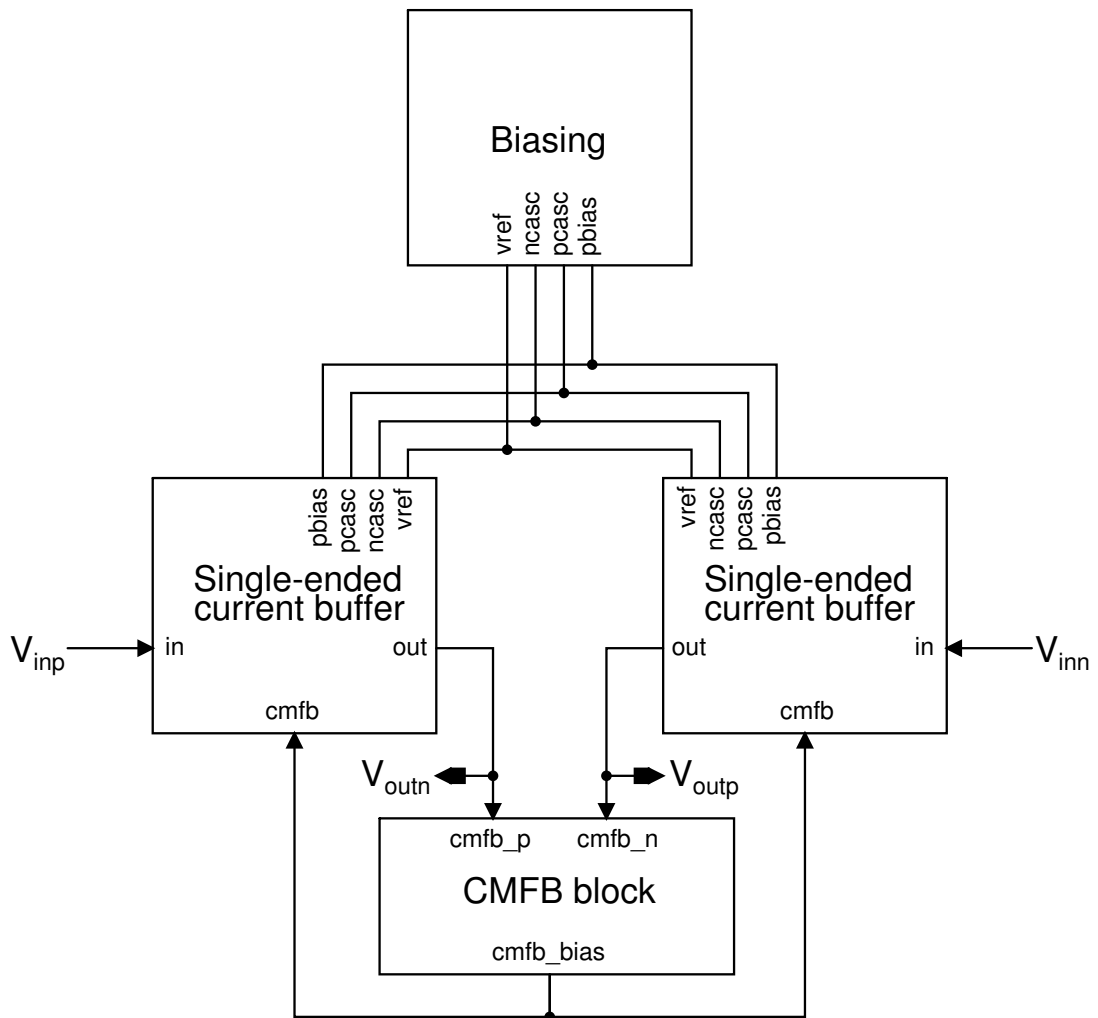 Biasing
vref
ncasc
pcasc
pbias
pbias
pcasc
ncasc
vref
vref
ncasc
pcasc
pbias
Single-ended
current buffer
Single-ended
current buffer
Vinp
in
out
out
in
Vinn
cmfb
cmfb
Voutn
Voutp
cmfb_p
cmfb_n
CMFB block
cmfb_bias